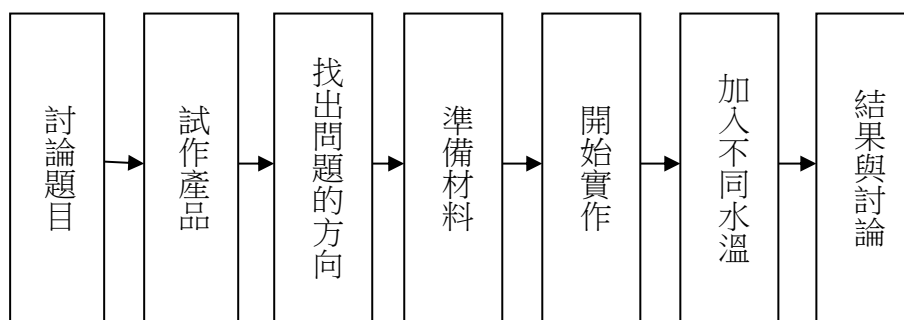 討論題目
試作產品
找出問題的方向
準備材料
開始實作
加入不同水溫
結果與討論